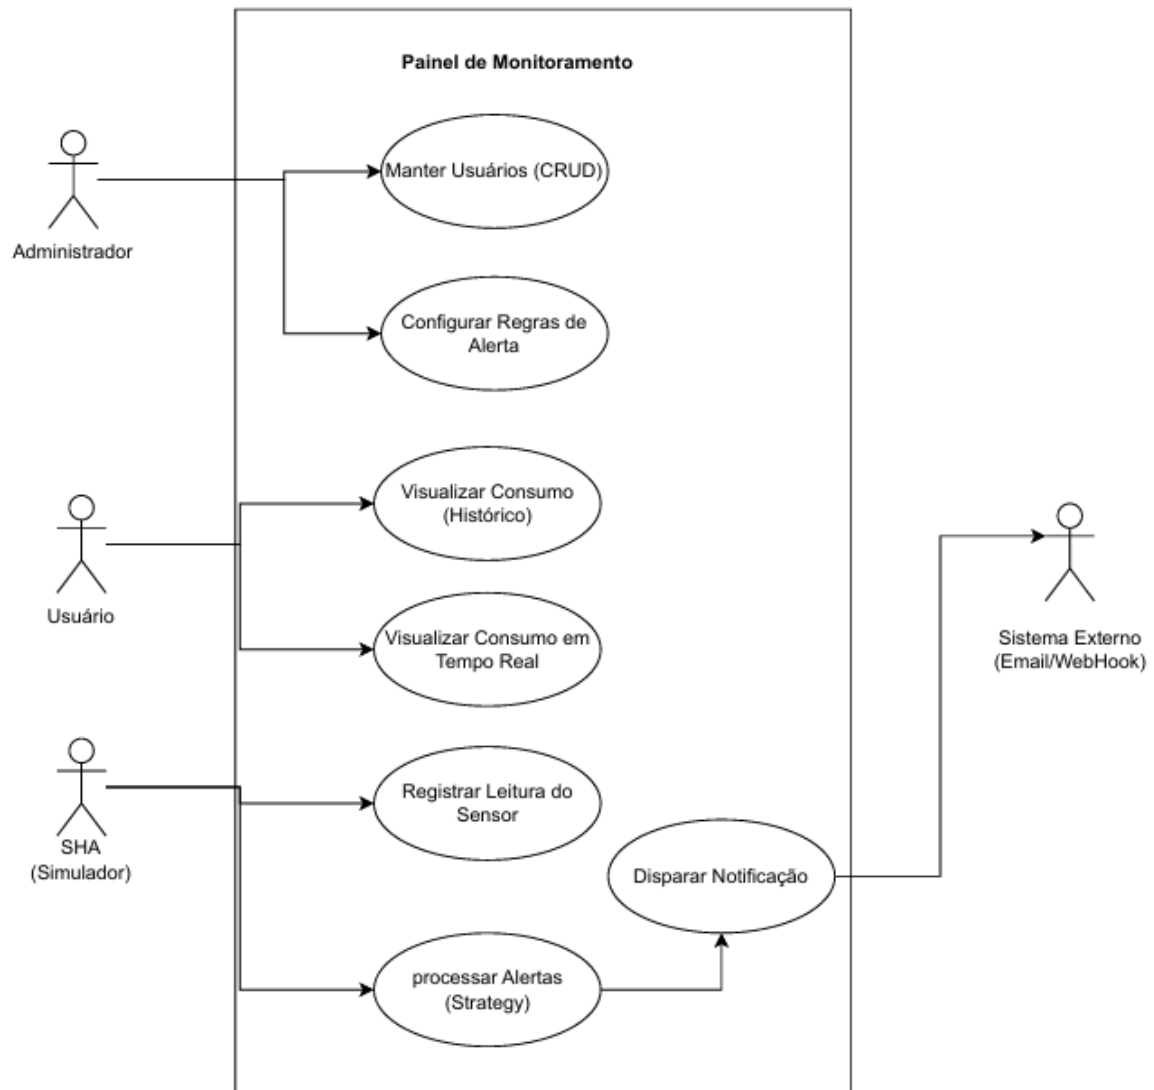 Painel de Monitoramento
Manter Usuários (CRUD)
Administrador
Configurar Regras de
Alerta
Visualizar Consumo
(Histórico)
Usuário
Visualizar Consumo em
Tempo Real
Sistema Externo
(Email/WebHook)
Registrar Leitura do
Sensor
SHA
(Simulador)
Disparar Notificação
processar Alertas
(Strategy)